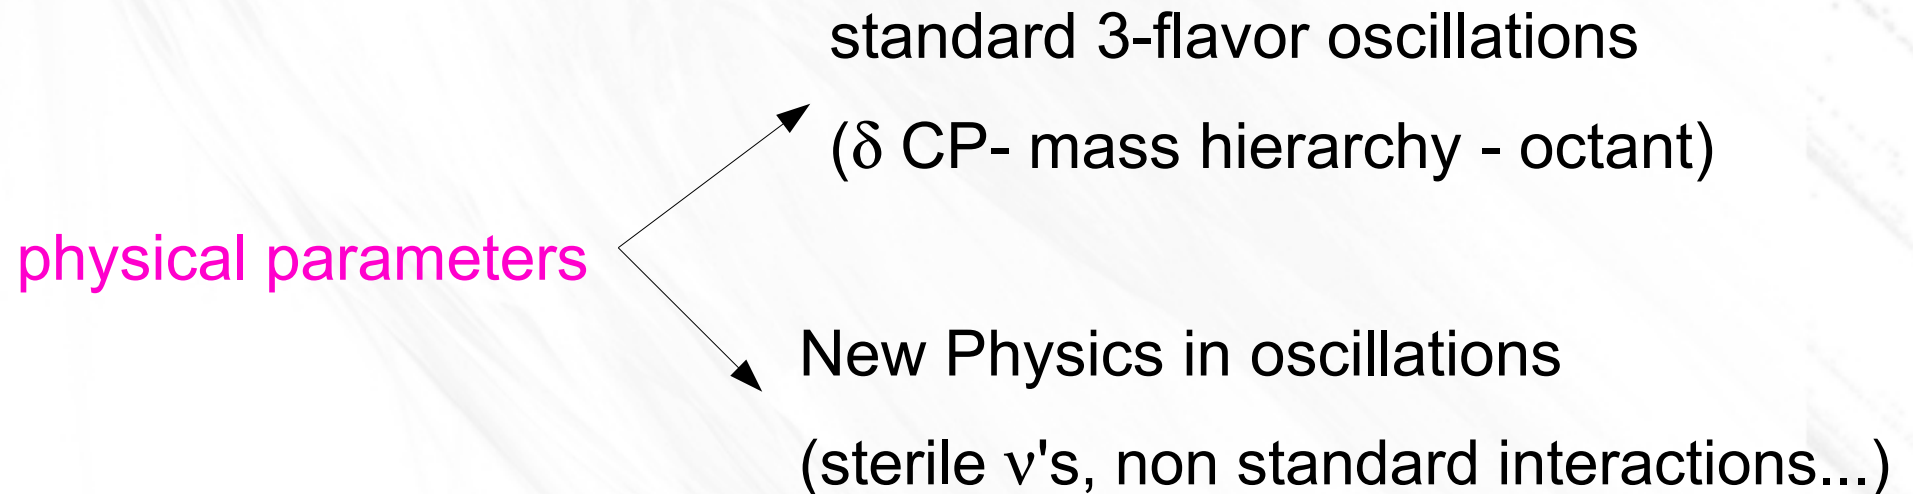 standard 3-flavor oscillations
(δ CP- mass hierarchy - octant)
physical parameters
New Physics in oscillations
(sterile ν's, non standard interactions...)